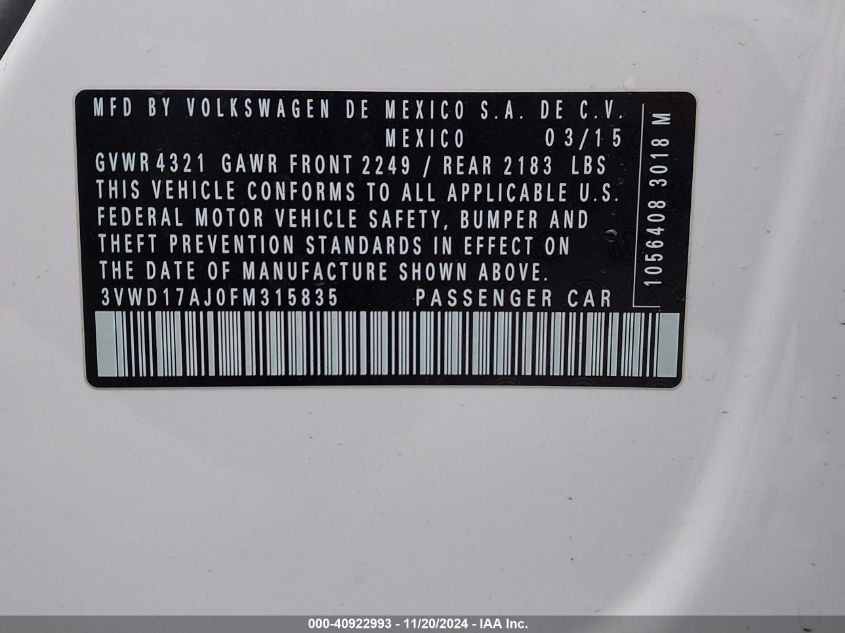 MFD BY VOLKSWAGEN DE MEXICO S.A. DE C.V.
MEXICO 03/15
GVWR 4321 GAWR FRONT 2249 / REAR 2183 LBS
THIS VEHICLE CONFORMS TO ALL APPLICABLE U.S.
FEDERAL MOTOR VEHICLE SAFETY, BUMPER AND
THEFT PREVENTION STANDARDS IN EFFECT ON
THE DATE OF MANUFACTURE SHOWN ABOVE.
3VWD17AJ0FM315835 PASSENGER CAR
1056408 3018 M
000-40922993 - 11/20/2024 - IAA Inc.